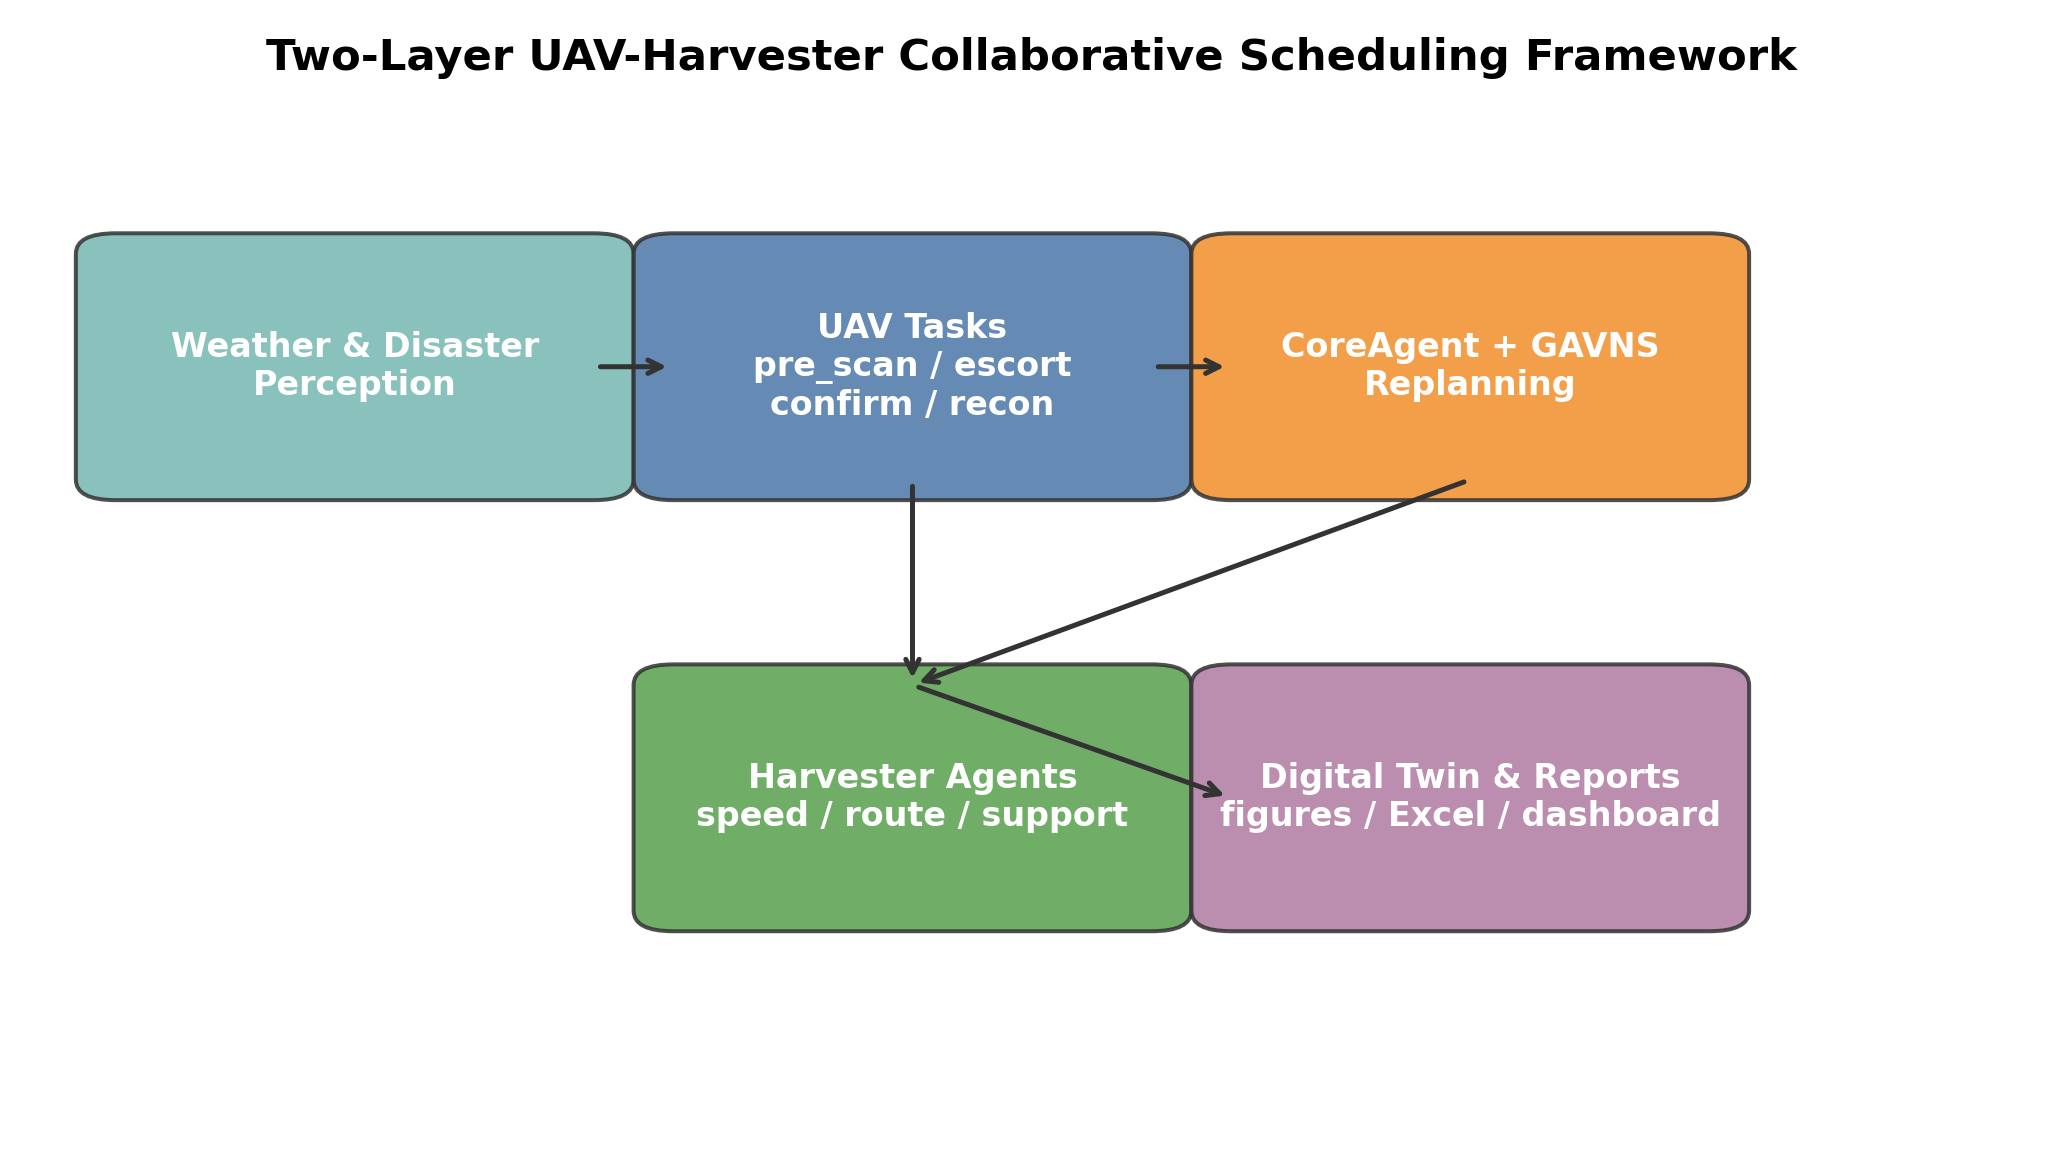 Two-Layer UAV-Harvester Collaborative Scheduling Framework
Weather & Disaster
Perception
UAV Tasks
pre_scan / escort
confirm / recon
CoreAgent + GAVNS
Replanning
Harvester Agents
speed / route / support
Digital Twin & Reports
figures / Excel / dashboard